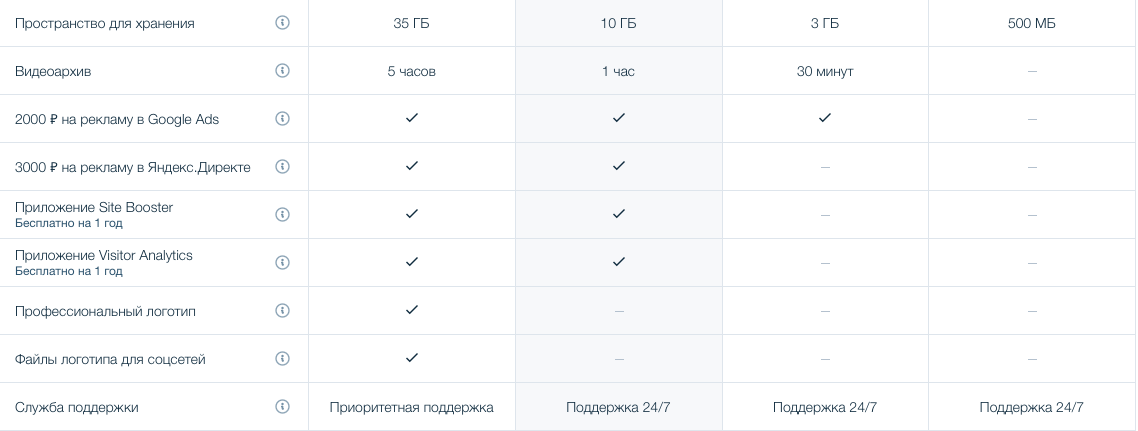 Пространство для хранения 35 ГБ 10 ГБ 3 ГБ 500 МБ
Видеоархив 5 часов 1 час 30 минут –
2000 ₽ на рекламу в Google Ads ✓ ✓ ✓ –
3000 ₽ на рекламу в Яндекс.Директе ✓ ✓ – –
Приложение Site Booster ✓ ✓ – –
Бесплатно на 1 год
Приложение Visitor Analytics ✓ ✓ – –
Бесплатно на 1 год
Профессиональный логотип ✓ – – –
Файлы логотипа для соцсетей ✓ – – –
Служба поддержки Приоритетная поддержка Поддержка 24/7 Поддержка 24/7 Поддержка 24/7